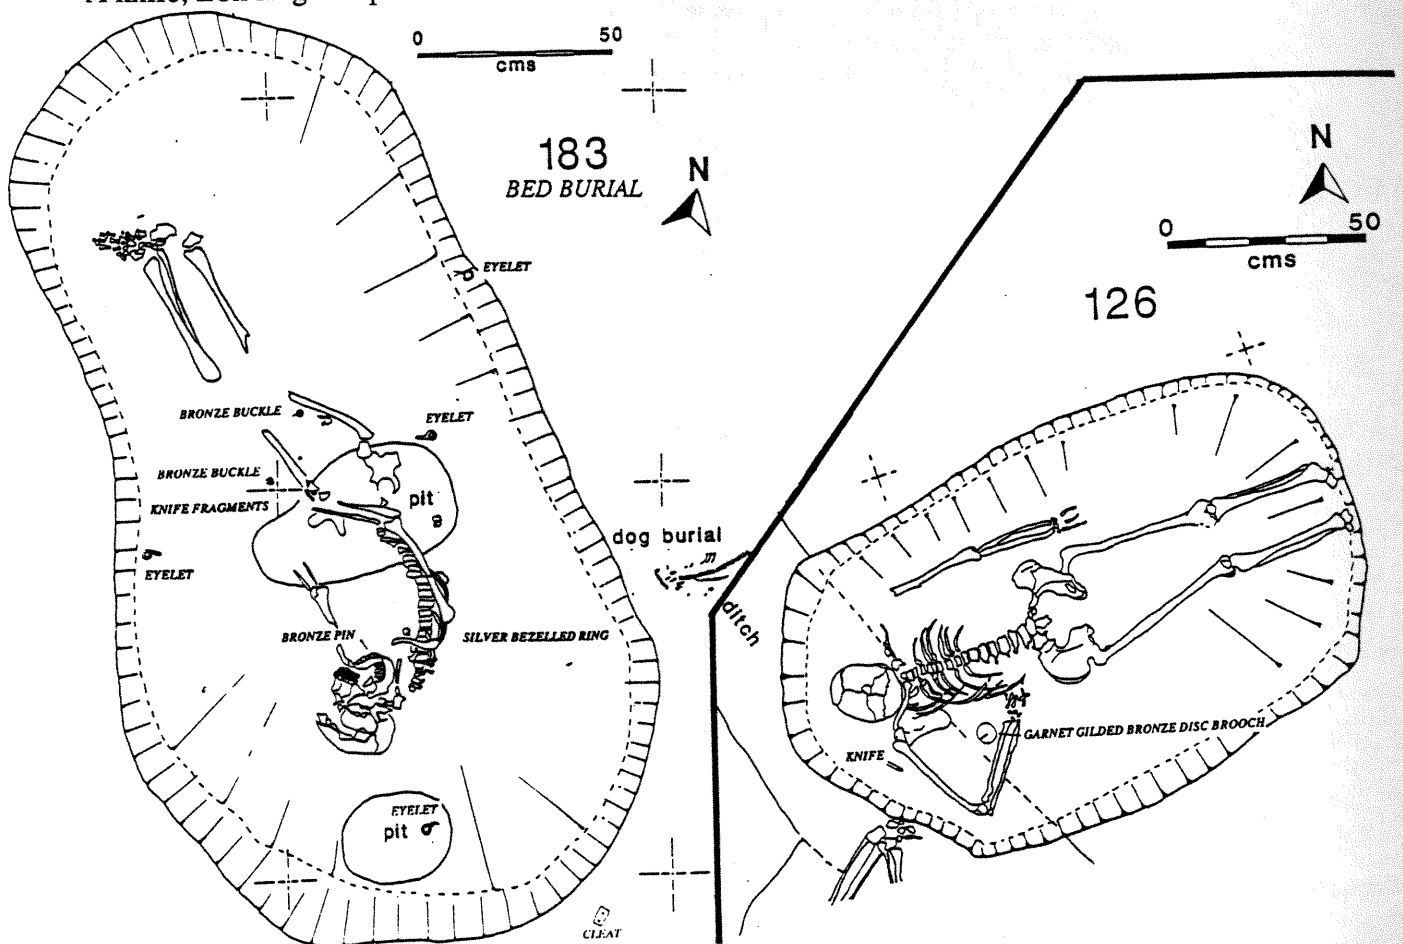 0 50
cms
183
BED BURIAL
N
EYELET
BRONZE BUCKLE
EYELET
BRONZE BUCKLE
KNIFE FRAGMENTS
pit
EYELET
BRONZE PIN
SILVER BEZELLED RING
EYELET
pit
CLEAT
dog burial
ditch
N
0 50
cms
126
GARNET GILDED BRONZE DISC BROOCH
KNIFE